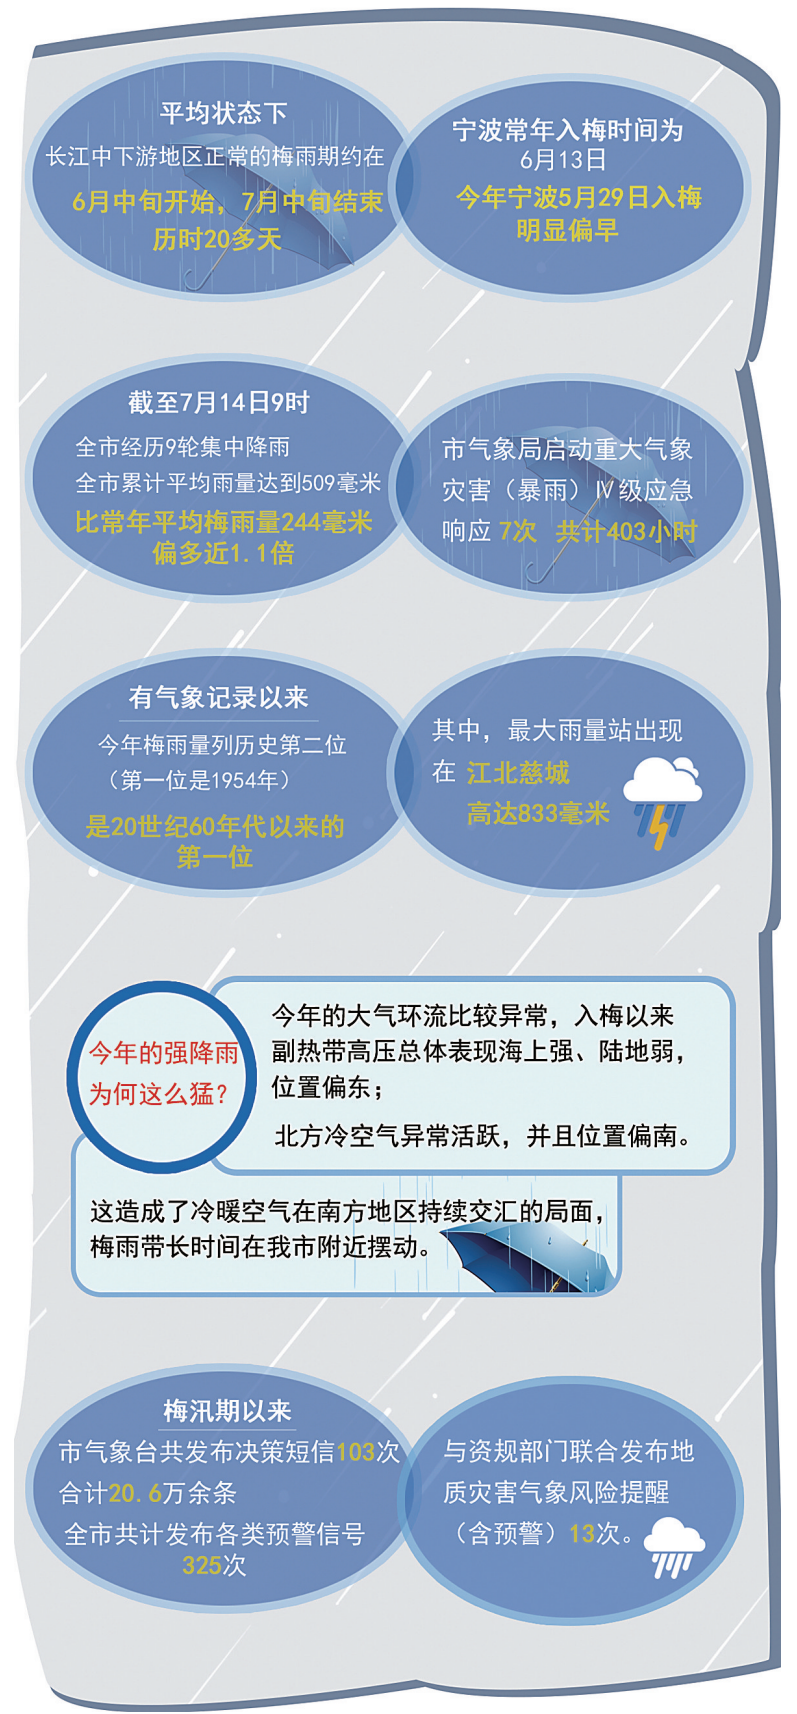 平均状态下
长江中下游地区正常的梅雨期约在
6月中旬开始，7月中旬结束
历时20多天
宁波常年入梅时间为
6月13日
今年宁波5月29日入梅
明显偏早
截至7月14日9时
全市经历9轮集中降雨
全市累计平均雨量达到509毫米
比常年平均梅雨量244毫米
偏多近1.1倍
市气象局启动重大气象
灾害（暴雨）Ⅳ级应急
响应 7次 共计403小时
有气象记录以来
今年梅雨量列历史第二位
（第一位是1954年）
是20世纪60年代以来的
第一位
其中，最大雨量站出现
在 江北慈城
高达833毫米
今年的强降雨
为何这么猛？
今年的大气环流比较异常，入梅以来
副热带高压总体表现海上强、陆地弱，
位置偏东；
北方冷空气异常活跃，并且位置偏南。
这造成了冷暖空气在南方地区持续交汇的局面，
梅雨带长时间在我市附近摆动。
梅汛期以来
市气象台共发布决策短信103次
合计20.6万余条
全市共计发布各类预警信号
325次
与资规部门联合发布地
质灾害气象风险提醒
（含预警）13次。